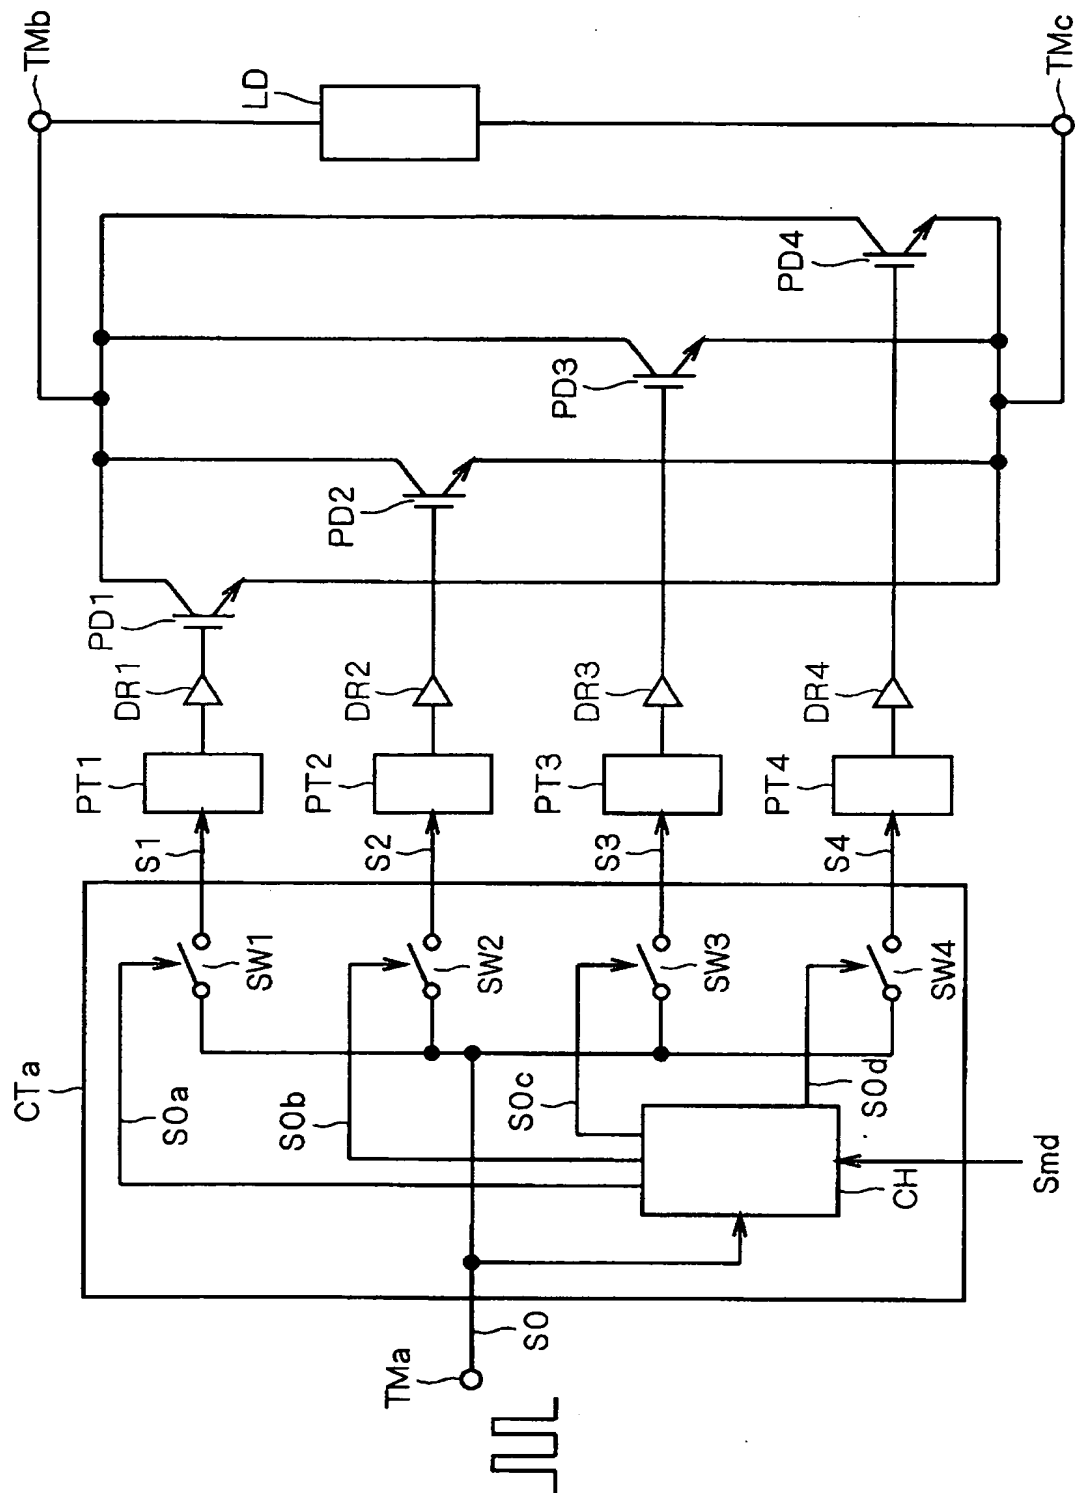 TMb
TMc
LD
PD4
PD3
PD2
PD1
DR1
DR2
DR3
DR4
PT1
PT2
PT3
PT4
S1
S2
S3
S4
SW1
SW2
SW3
SW4
CTa
S0a
S0b
S0c
S0d
CH
Smd
S0
TMa